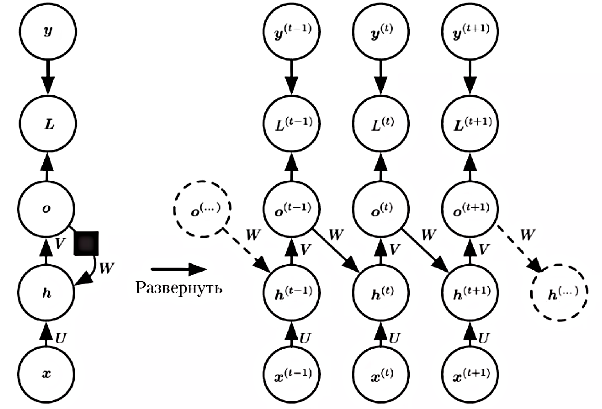 y y^(t−1) y^(t) y^(t+1)
L L^(t−1) L^(t) L^(t+1)
o o^(...) o^(t−1) o^(t) o^(t+1)
V W W V W V W V W
h h^(t−1) h^(t) h^(t+1) h^(...)
Развернуть
U U U U
x x^(t−1) x^(t) x^(t+1)